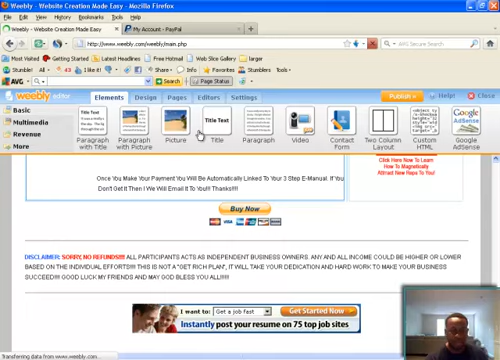 Weebly - Website Creation Made Easy - Mozilla Firefox
File Edit View History Bookmarks Tools Help
Weebly - Website Creation Made Easy
My Account - PayPal
http://www.weebly.com/weebly/main.php
AVG Secure Search
Most Visited Getting Started Latest Headlines Free Hotmail Web Slice Gallery larger
StumbleUpon I like it Share Info Favorites Stumblers Tools
AVG Search Page Status
weebly editor Elements Design Pages Editors Settings Publish Help Close
Basic
Multimedia
Revenue
More
Title Text
Title Text
custom HTML
Google AdSense
Paragraph with Title
Paragraph with Picture
Picture
Title
Paragraph
Video
Contact Form
Two Column Layout
Custom HTML
Google AdSense
Click Here Now To Learn
How To Magnetically
Attract New Reps To You!
Once You Make Your Payment You Will Be Automatically Linked To Your 3 Step E-Manual. If You
Don't Get It Then I We Will Email It To You!! Thanks!!!!!
Buy Now
DISCLAIMER: SORRY, NO REFUNDS!!!! ALL PARTICIPANTS ACTS AS INDEPENDENT BUSINESS OWNERS. ANY AND ALL INCOME COULD BE HIGHER OR LOWER
BASED ON THE INDIVIDUAL EFFORTS!!!! THIS IS NOT A "GET RICH PLAN", IT WILL TAKE YOUR DEDICATION AND HARD WORK TO MAKE YOUR BUSINESS
SUCCEED!!!! GOOD LUCK MY FRIENDS AND MAY GOD BLESS YOU ALL!!!!!
I want to: Get a job fast Get Started Now
Instantly post your resume on 75 top job sites
Transferring data from www.weebly.com...